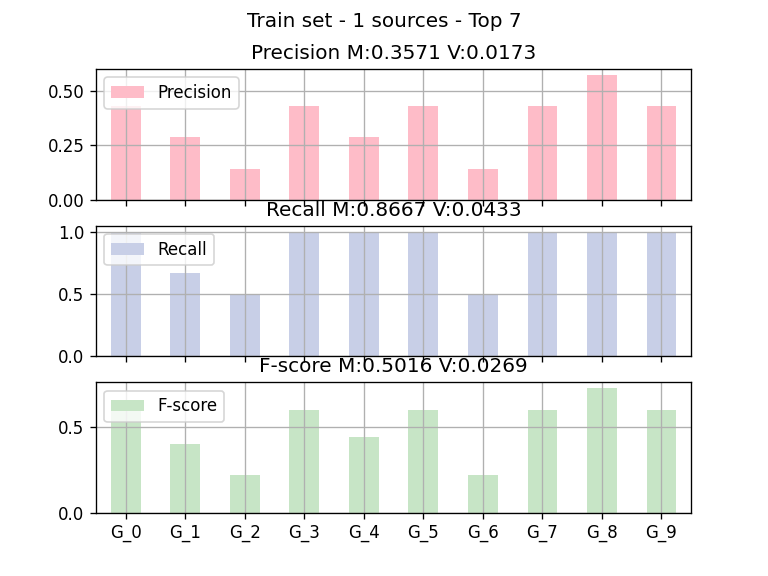 Train set - 1 sources - Top 7
Precision M:0.3571 V:0.0173
0.50
0.25
0.00
Precision
Recall M:0.8667 V:0.0433
1.0
0.5
0.0
Recall
F-score M:0.5016 V:0.0269
0.5
0.0
F-score
G_0 G_1 G_2 G_3 G_4 G_5 G_6 G_7 G_8 G_9